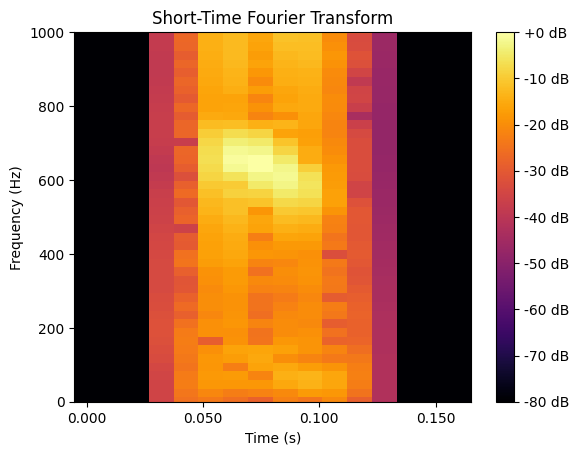 Short-Time Fourier Transform
1000
800
600
400
200
0
Frequency (Hz)
0.000
0.050
0.100
0.150
Time (s)
+0 dB
-10 dB
-20 dB
-30 dB
-40 dB
-50 dB
-60 dB
-70 dB
-80 dB